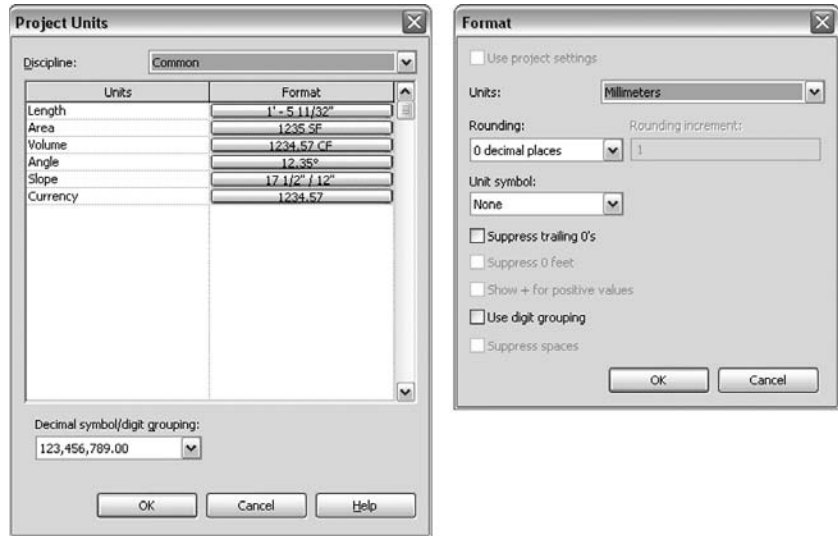 Project Units
Discipline: Common
Units Format
Length 1' - 5 11/32"
Area 1235 SF
Volume 1234.57 CF
Angle 12.35°
Slope 17 1/2" / 12"
Currency 1234.57
Decimal symbol/digit grouping:
123,456,789.00
OK Cancel Help
Format
Use project settings
Units: Millimeters
Rounding: Rounding increment:
0 decimal places 1
Unit symbol:
None
Suppress trailing 0's
Suppress 0 feet
Show + for positive values
Use digit grouping
Suppress spaces
OK Cancel